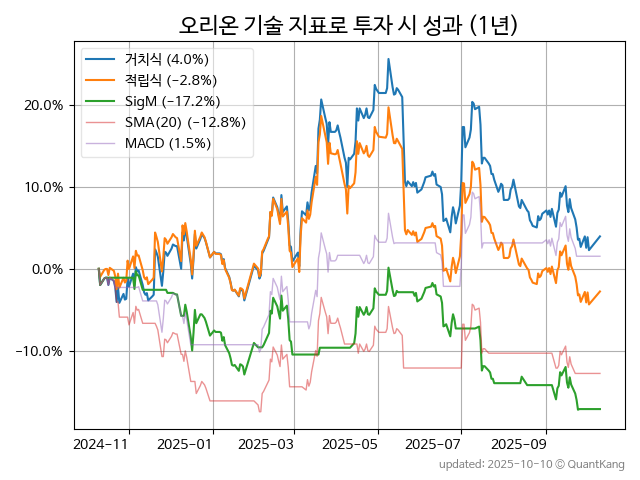 오리온 기술 지표로 투자 시 성과 (1년)
거치식 (4.0%)
적립식 (−2.8%)
SigM (−17.2%)
SMA(20) (−12.8%)
MACD (1.5%)
20.0%
10.0%
0.0%
−10.0%
2024-11 2025-01 2025-03 2025-05 2025-07 2025-09
updated: 2025-10-10 ⓒ QuantKang